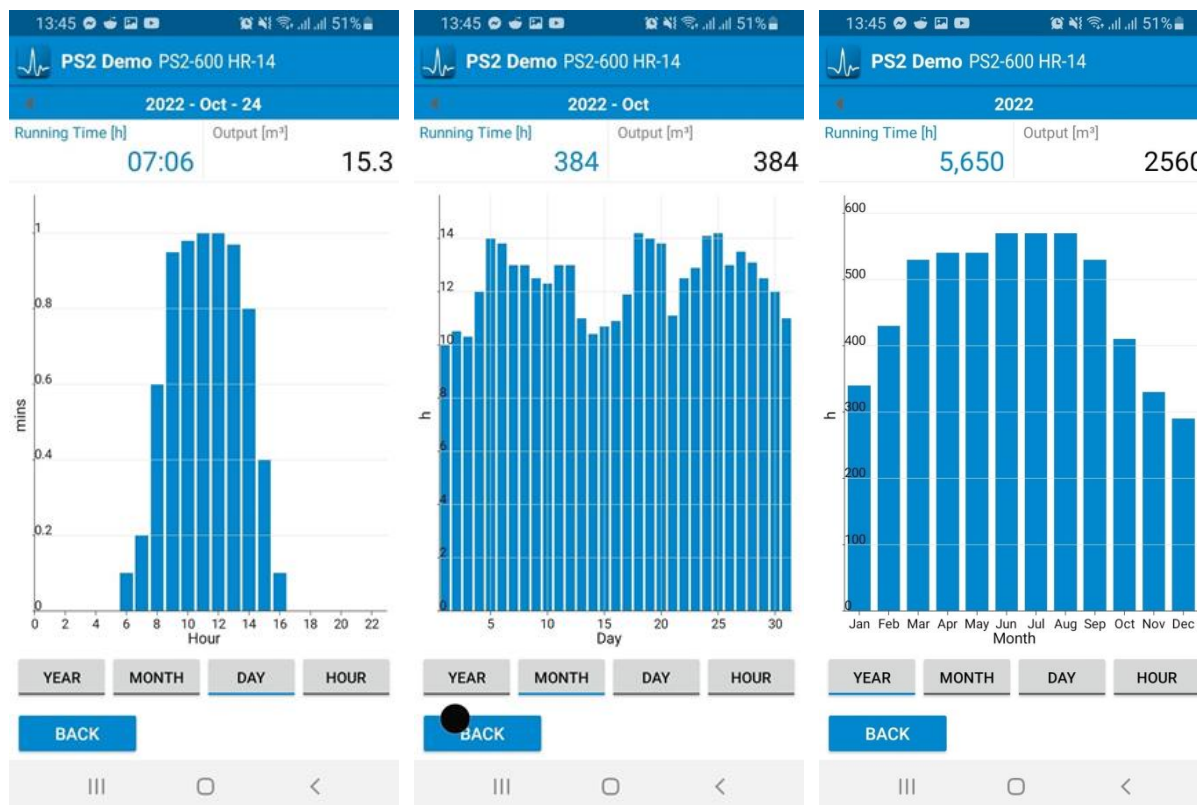 13:45 51%
PS2 Demo PS2-600 HR-14
2022 - Oct - 24
Running Time [h] Output [m³]
07:06 15.3
1
0.8
0.6
0.4
0.2
0
mins
0 2 4 6 8 10 12 14 16 18 20 22
Hour
YEAR MONTH DAY HOUR
BACK
13:45 51%
PS2 Demo PS2-600 HR-14
2022 - Oct
Running Time [h] Output [m³]
384 384
14
12
10
8
6
4
2
0
h
5 10 15 20 25 30
Day
YEAR MONTH DAY HOUR
BACK
13:45 51%
PS2 Demo PS2-600 HR-14
2022
Running Time [h] Output [m³]
5,650 2560
600
500
400
300
200
100
0
h
Jan Feb Mar Apr May Jun Jul Aug Sep Oct Nov Dec
Month
YEAR MONTH DAY HOUR
BACK